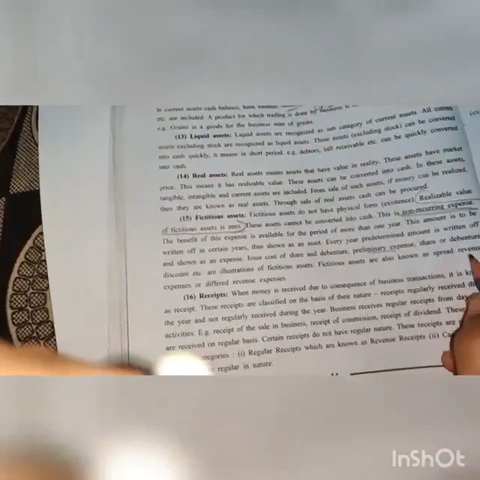 In current assets cash balance, bank balance,
etc. are included. A product for which trading is done by business is
e.g. Grains is a goods for the business man of grains.
(13) Liquid assets: Liquid assets are recognized as sub category of current assets. All current
assets excluding stock are recognized as liquid assets. These assets (excluding stock) can be converted
into cash quickly, it means in short period. e.g. debtors, bill receivable etc. can be quickly converted
into cash.
(14) Real assets: Real assets means assets that have value in reality. These assets have market
price. This means it has realizable value. These assets can be converted into cash. In these assets,
tangible, intangible and current assets are included. From sale of such assets, if money can be realized,
then they are known as real assets. Through sale of real assets cash can be procured.
(15) Fictitious assets: Fictitious assets do not have physical form (existence). Realizable value
of fictitious assets is zero. These assets cannot be converted into cash. This is non-recurring expense.
The benefit of this expense is available for the period of more than one year. This amount is to be
written off in certain years, thus shown as an asset. Every year predetermined amount is written off
and shown as an expense. Issue cost of share and debenture, preliminary expense, share or debenture
discount etc. are illustrations of fictitious assets. Fictitious assets are also known as spread revenue
expenses or differed revenue expenses.
(16) Receipts: When money is received due to consequence of business transactions, it is
as receipt. These receipts are classified on the basis of their nature – receipts regularly received
the year and not regularly received during the year. Business receives regular receipts from
activities. E.g. receipt of the sale in business, receipt of commission, receipt of dividend. These
are received on regular basis. Certain receipts do not have regular nature. These receipts are
categories : (i) Regular Receipts which are known as Revenue Receipts (ii)
regular in nature.
InShOt